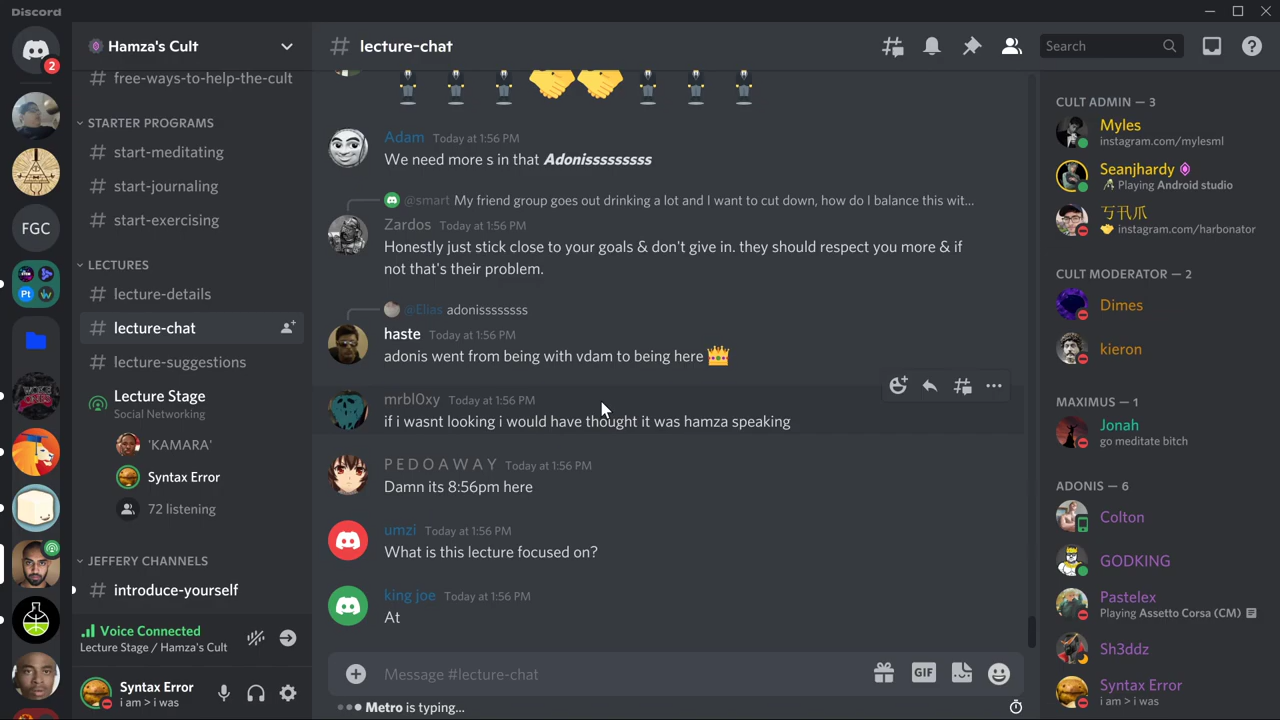 Discord
2
FGC
Pt
Hamza's Cult
free-ways-to-help-the-cult
STARTER PROGRAMS
# start-meditating
# start-journaling
# start-exercising
LECTURES
# lecture-details
# lecture-chat
# lecture-suggestions
Lecture Stage
Social Networking
'KAMARA'
Syntax Error
72 listening
JEFFERY CHANNELS
# introduce-yourself
Voice Connected
Lecture Stage / Hamza's Cult
Syntax Error
i am > i was
# lecture-chat
Search
Adam Today at 1:56 PM
We need more s in that Adonisssssssss
@smart My friend group goes out drinking a lot and I want to cut down, how do I balance this wit...
Zardos Today at 1:56 PM
Honestly just stick close to your goals & don't give in. they should respect you more & if
not that's their problem.
@Elias adonissssssss
haste Today at 1:56 PM
adonis went from being with vdam to being here 👑
mrbl0xy Today at 1:56 PM
if i wasnt looking i would have thought it was hamza speaking
P E D O A W A Y Today at 1:56 PM
Damn its 8:56pm here
umzi Today at 1:56 PM
What is this lecture focused on?
king joe Today at 1:56 PM
At
Message #lecture-chat
GIF
Metro is typing...
CULT ADMIN — 3
Myles
instagram.com/mylesml
Seanjhardy
Playing Android studio
instagram.com/harbonator
CULT MODERATOR — 2
Dimes
kieron
MAXIMUS — 1
Jonah
go meditate bitch
ADONIS — 6
Colton
GODKING
Pastelex
Playing Assetto Corsa (CM)
Sh3ddz
Syntax Error
i am > i was